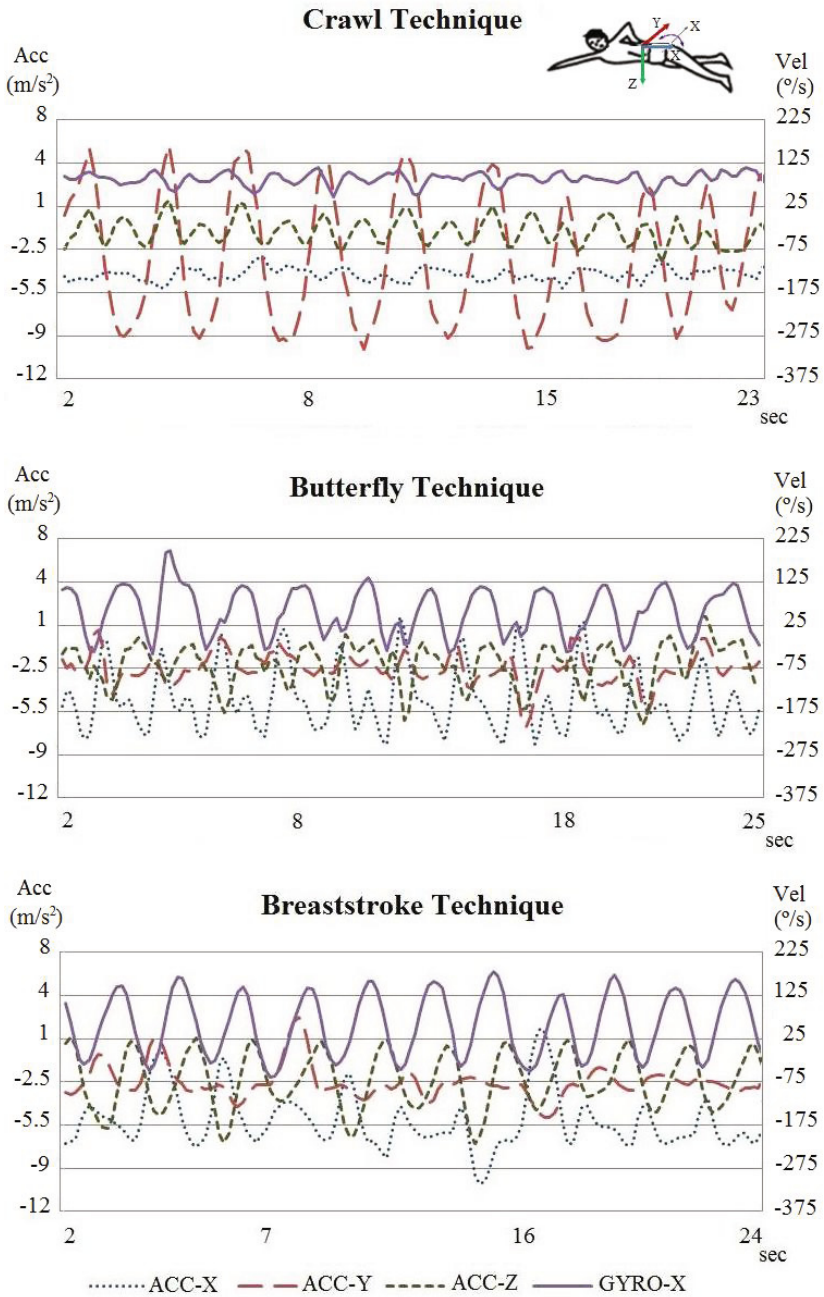 Crawl Technique
Acc
(m/s²)
Vel
(º/s)
Y
X
X
Z
8
4
1
-2.5
-5.5
-9
-12
225
125
25
-75
-175
-275
-375
2 8 15 23
sec
Butterfly Technique
Acc
(m/s²)
Vel
(º/s)
8
4
1
-2.5
-5.5
-9
-12
225
125
25
-75
-175
-275
-375
2 8 18 25
sec
Breaststroke Technique
Acc
(m/s²)
Vel
(º/s)
8
4
1
-2.5
-5.5
-9
-12
225
125
25
-75
-175
-275
-375
2 7 16 24
sec
ACC-X ACC-Y ACC-Z GYRO-X